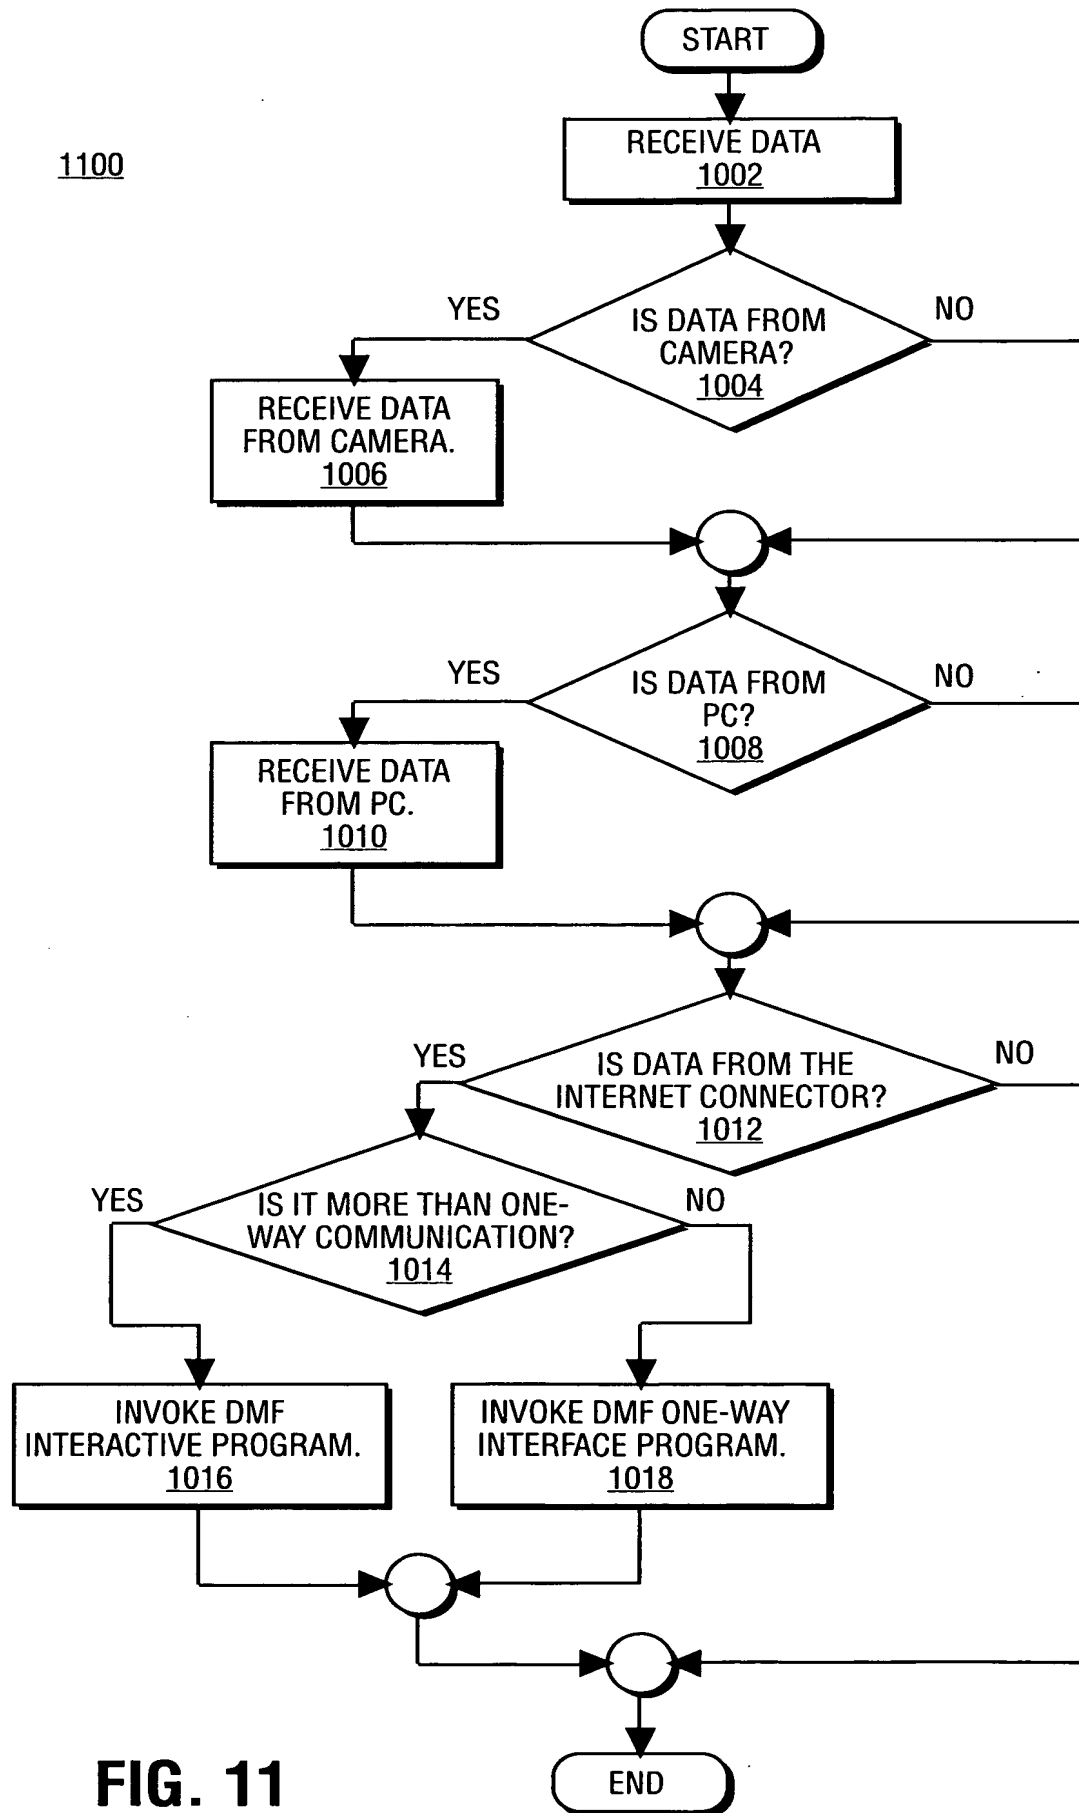 START
1100
RECEIVE DATA
1002
YES
NO
IS DATA FROM
CAMERA?
1004
RECEIVE DATA
FROM CAMERA.
1006
YES
NO
IS DATA FROM
PC?
1008
RECEIVE DATA
FROM PC.
1010
YES
NO
IS DATA FROM THE
INTERNET CONNECTOR?
1012
YES
NO
IS IT MORE THAN ONE-
WAY COMMUNICATION?
1014
INVOKE DMF
INTERACTIVE PROGRAM.
1016
INVOKE DMF ONE-WAY
INTERFACE PROGRAM.
1018
FIG. 11
END